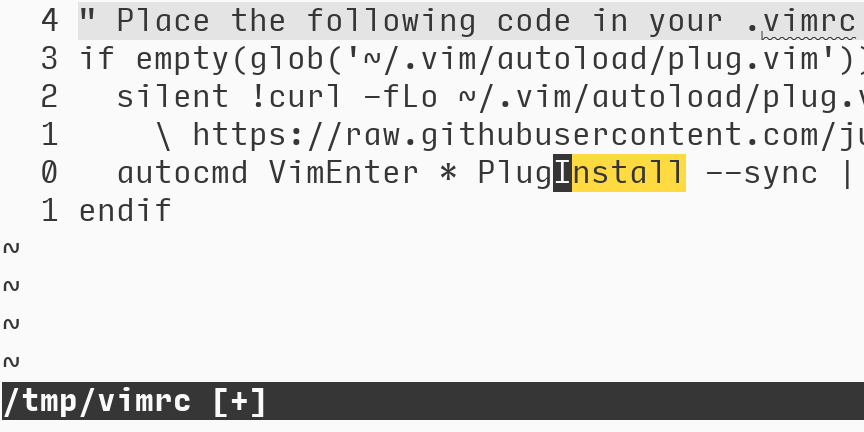 4 " Place the following code in your .vimrc
3 if empty(glob('~/.vim/autoload/plug.vim'))
2 silent !curl -fLo ~/.vim/autoload/plug.v
1 \ https://raw.githubusercontent.com/ju
0 autocmd VimEnter * PlugInstall --sync |
1 endif
~
~
~
~
/tmp/vimrc [+]